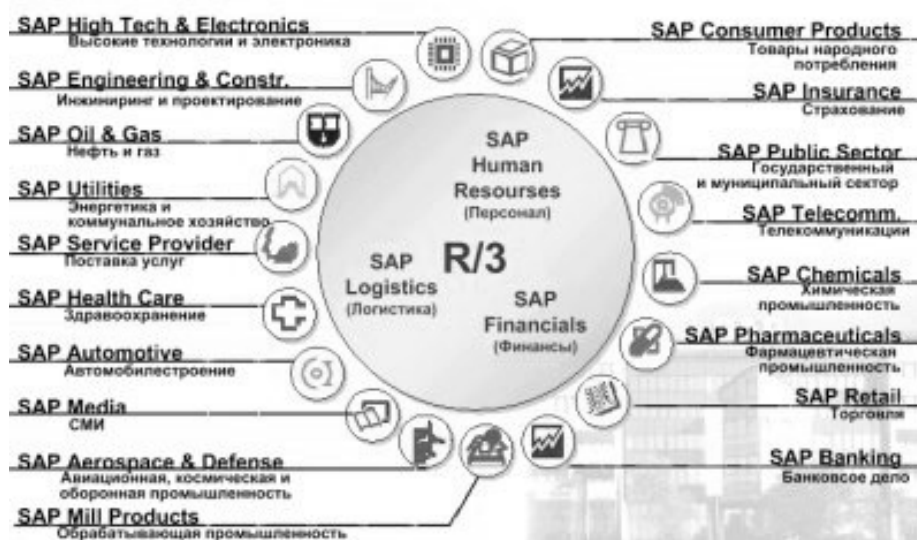 SAP High Tech & Electronics
Высокие технологии и электроника
SAP Engineering & Constr.
Инжиниринг и проектирование
SAP Oil & Gas
Нефть и газ
SAP Utilities
Энергетика и
коммунальное хозяйство
SAP Service Provider
Поставка услуг
SAP Health Care
Здравоохранение
SAP Automotive
Автомобилестроение
SAP Media
СМИ
SAP Aerospace & Defense
Авиационная, космическая и
оборонная промышленность
SAP Mill Products
Обрабатывающая промышленность
SAP
Human
Resourses
(Персонал)
R/3
SAP
Logistics
(Логистика)
SAP
Financials
(Финансы)
SAP Consumer Products
Товары народного
потребления
SAP Insurance
Страхование
SAP Public Sector
Государственный
и муниципальный сектор
SAP Telecomm.
Телекоммуникации
SAP Chemicals
Химическая
промышленность
SAP Pharmaceuticals
Фармацевтическая
промышленность
SAP Retail
Торговля
SAP Banking
Банковсое дело